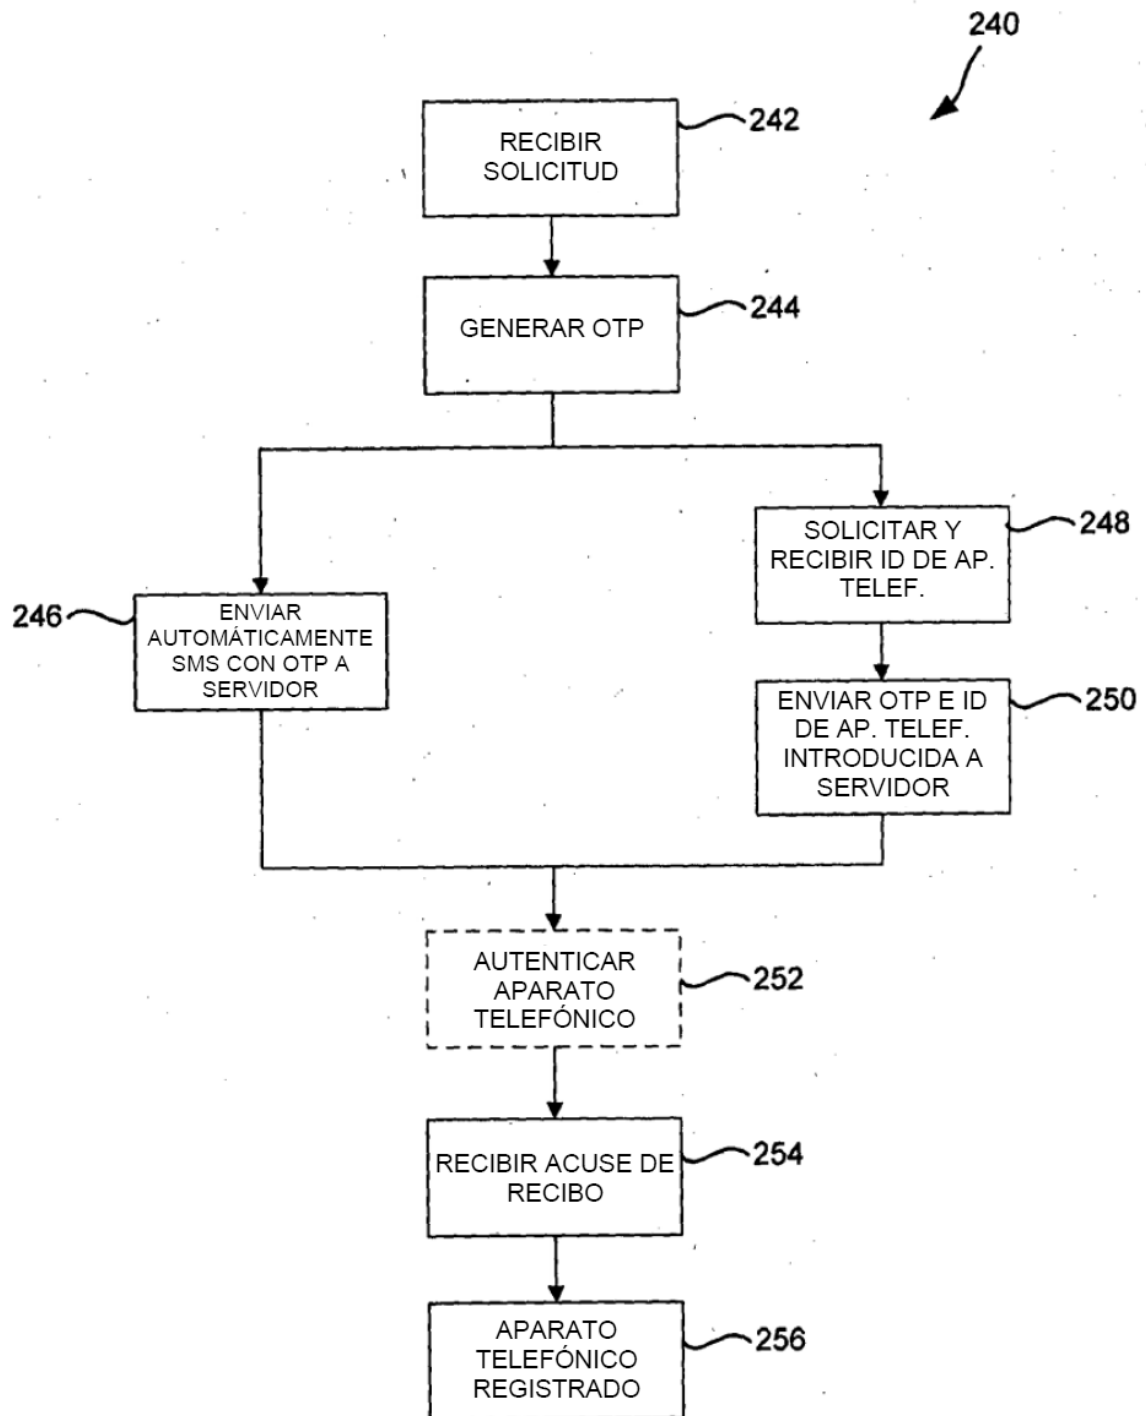 240
RECIBIR
SOLICITUD
242
GENERAR OTP
244
SOLICITAR Y
RECIBIR ID DE AP.
TELEF.
248
246
ENVIAR
AUTOMÁTICAMENTE
SMS CON OTP A
SERVIDOR
ENVIAR OTP E ID
DE AP. TELEF.
INTRODUCIDA A
SERVIDOR
250
AUTENTICAR
APARATO
TELEFÓNICO
252
RECIBIR ACUSE DE
RECIBO
254
APARATO
TELEFÓNICO
REGISTRADO
256